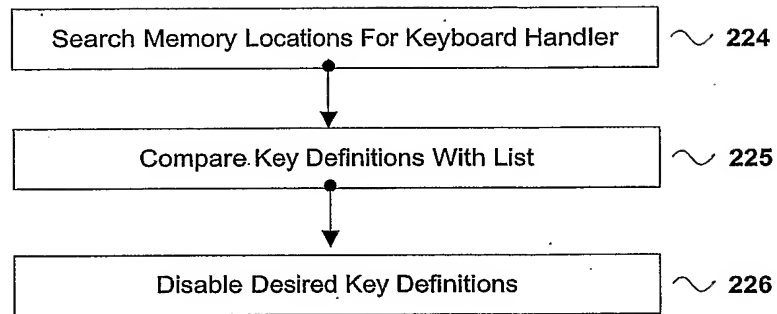 Search Memory Locations For Keyboard Handler 224
Compare Key Definitions With List 225
Disable Desired Key Definitions 226